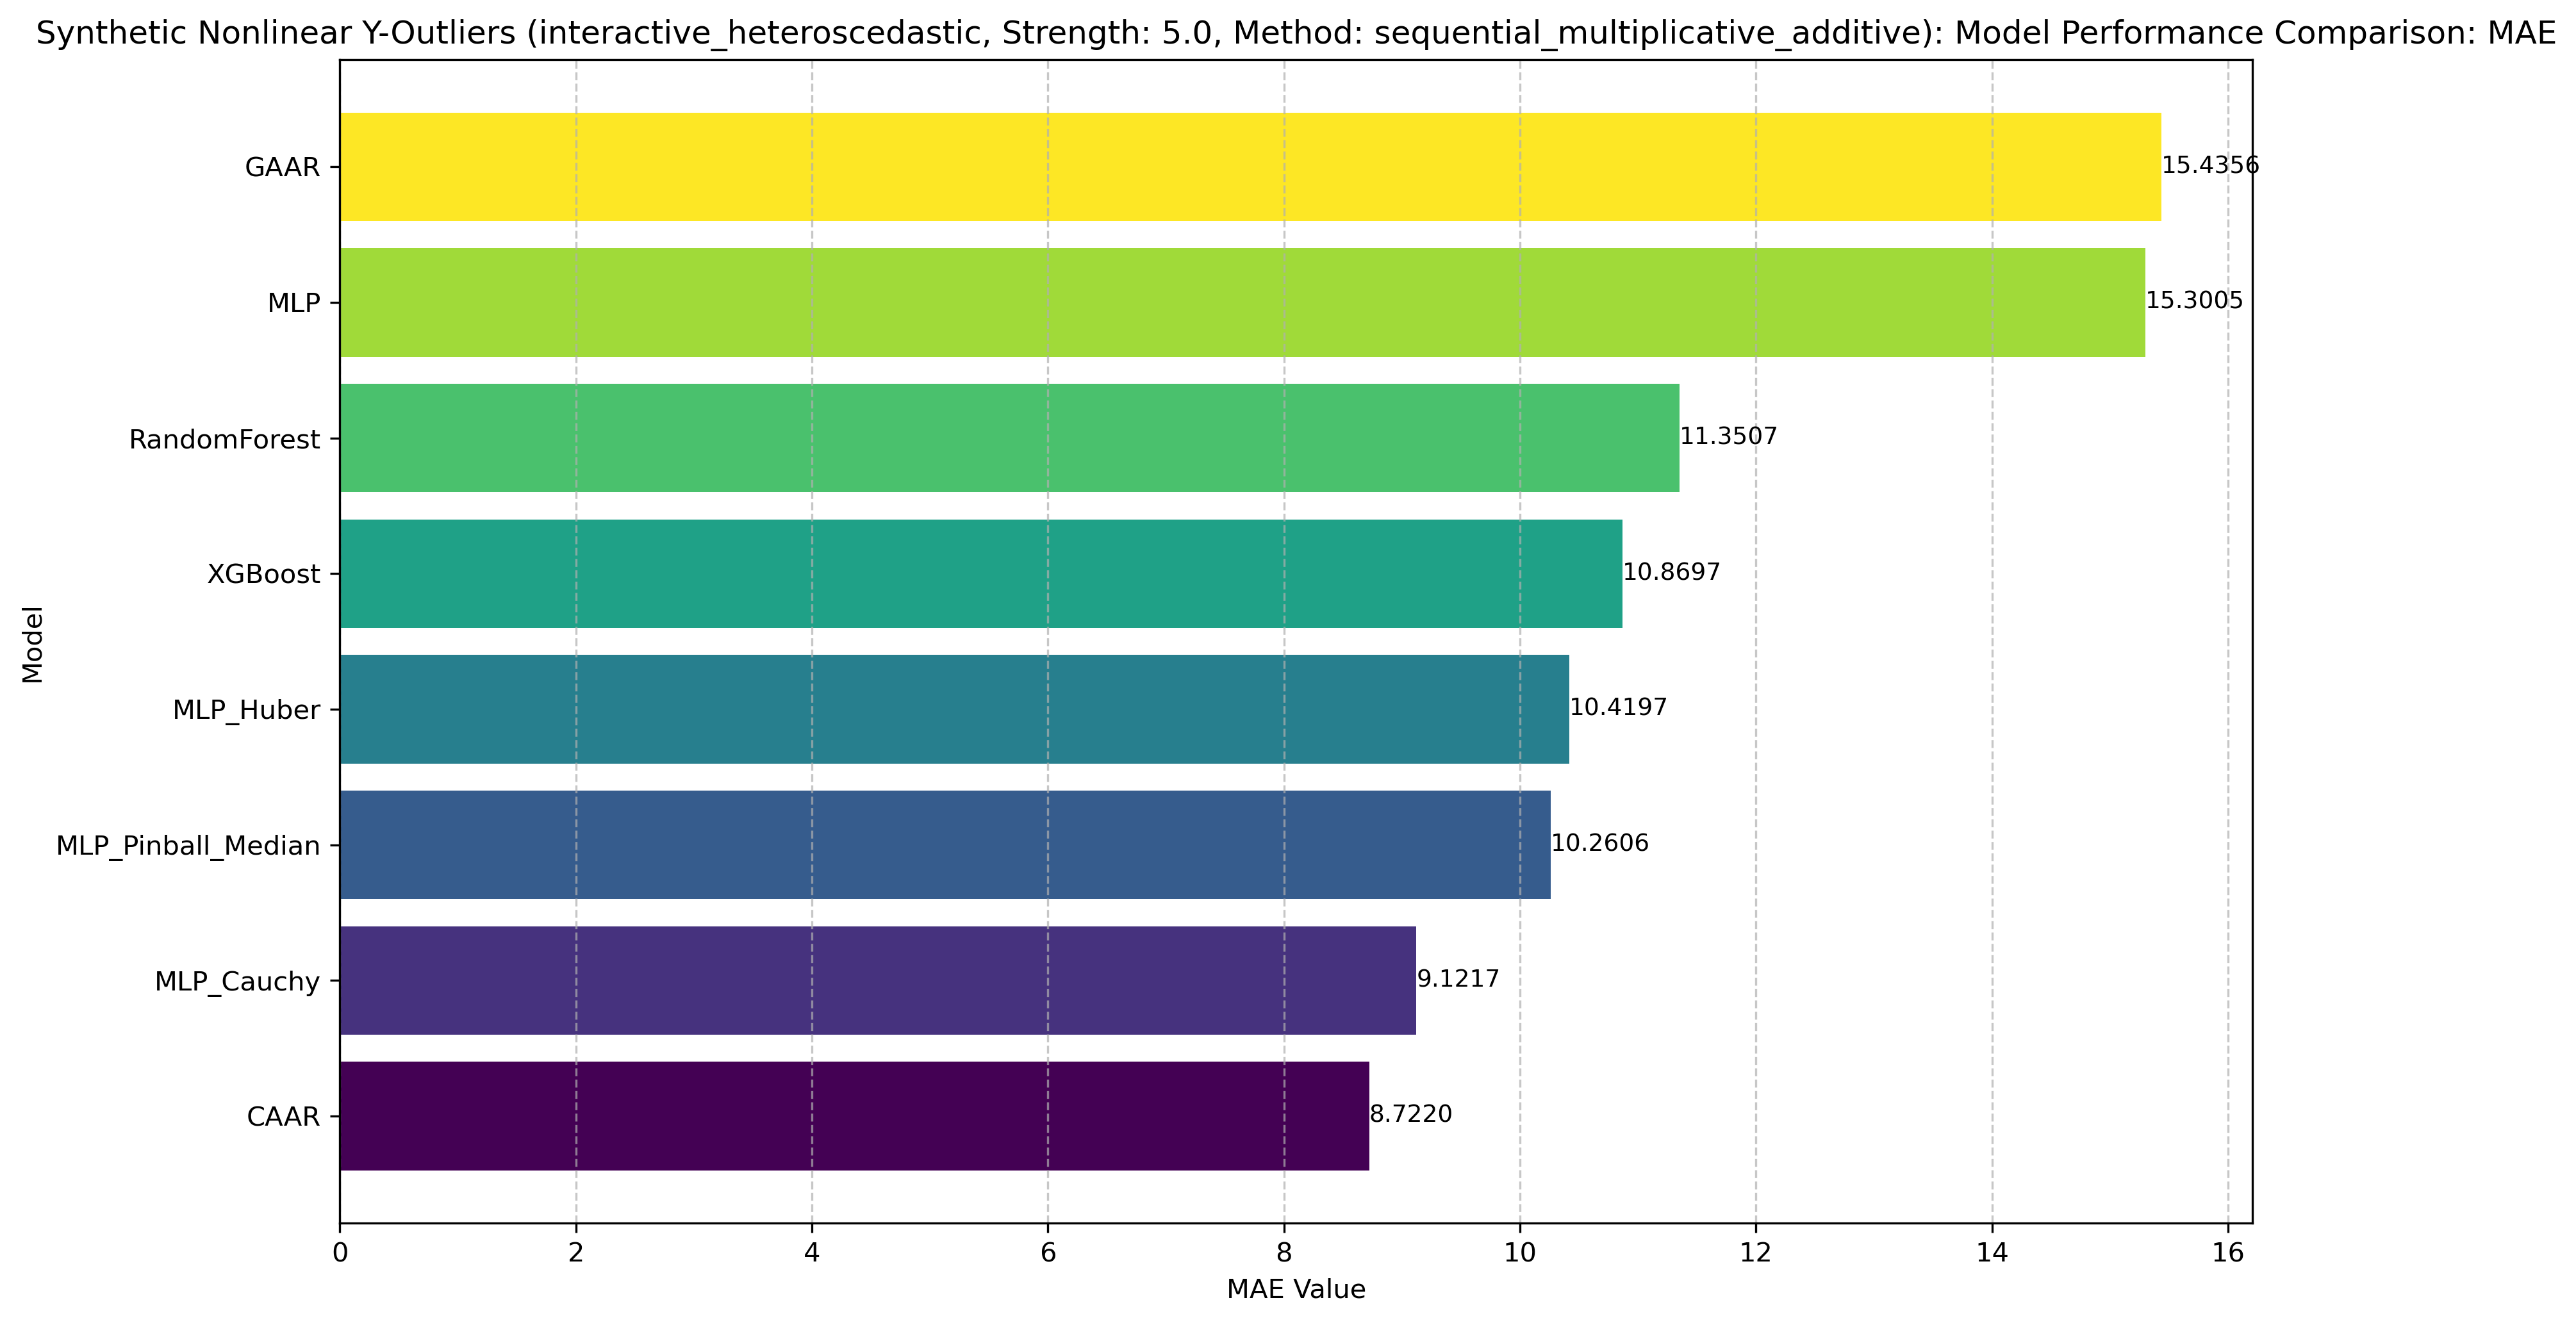 Synthetic Nonlinear Y-Outliers (interactive_heteroscedastic, Strength: 5.0, Method: sequential_multiplicative_additive): Model Performance Comparison: MAE
GAAR 15.4356
MLP 15.3005
RandomForest 11.3507
XGBoost 10.8697
MLP_Huber 10.4197
MLP_Pinball_Median 10.2606
MLP_Cauchy 9.1217
CAAR 8.7220
Model
0 2 4 6 8 10 12 14 16
MAE Value